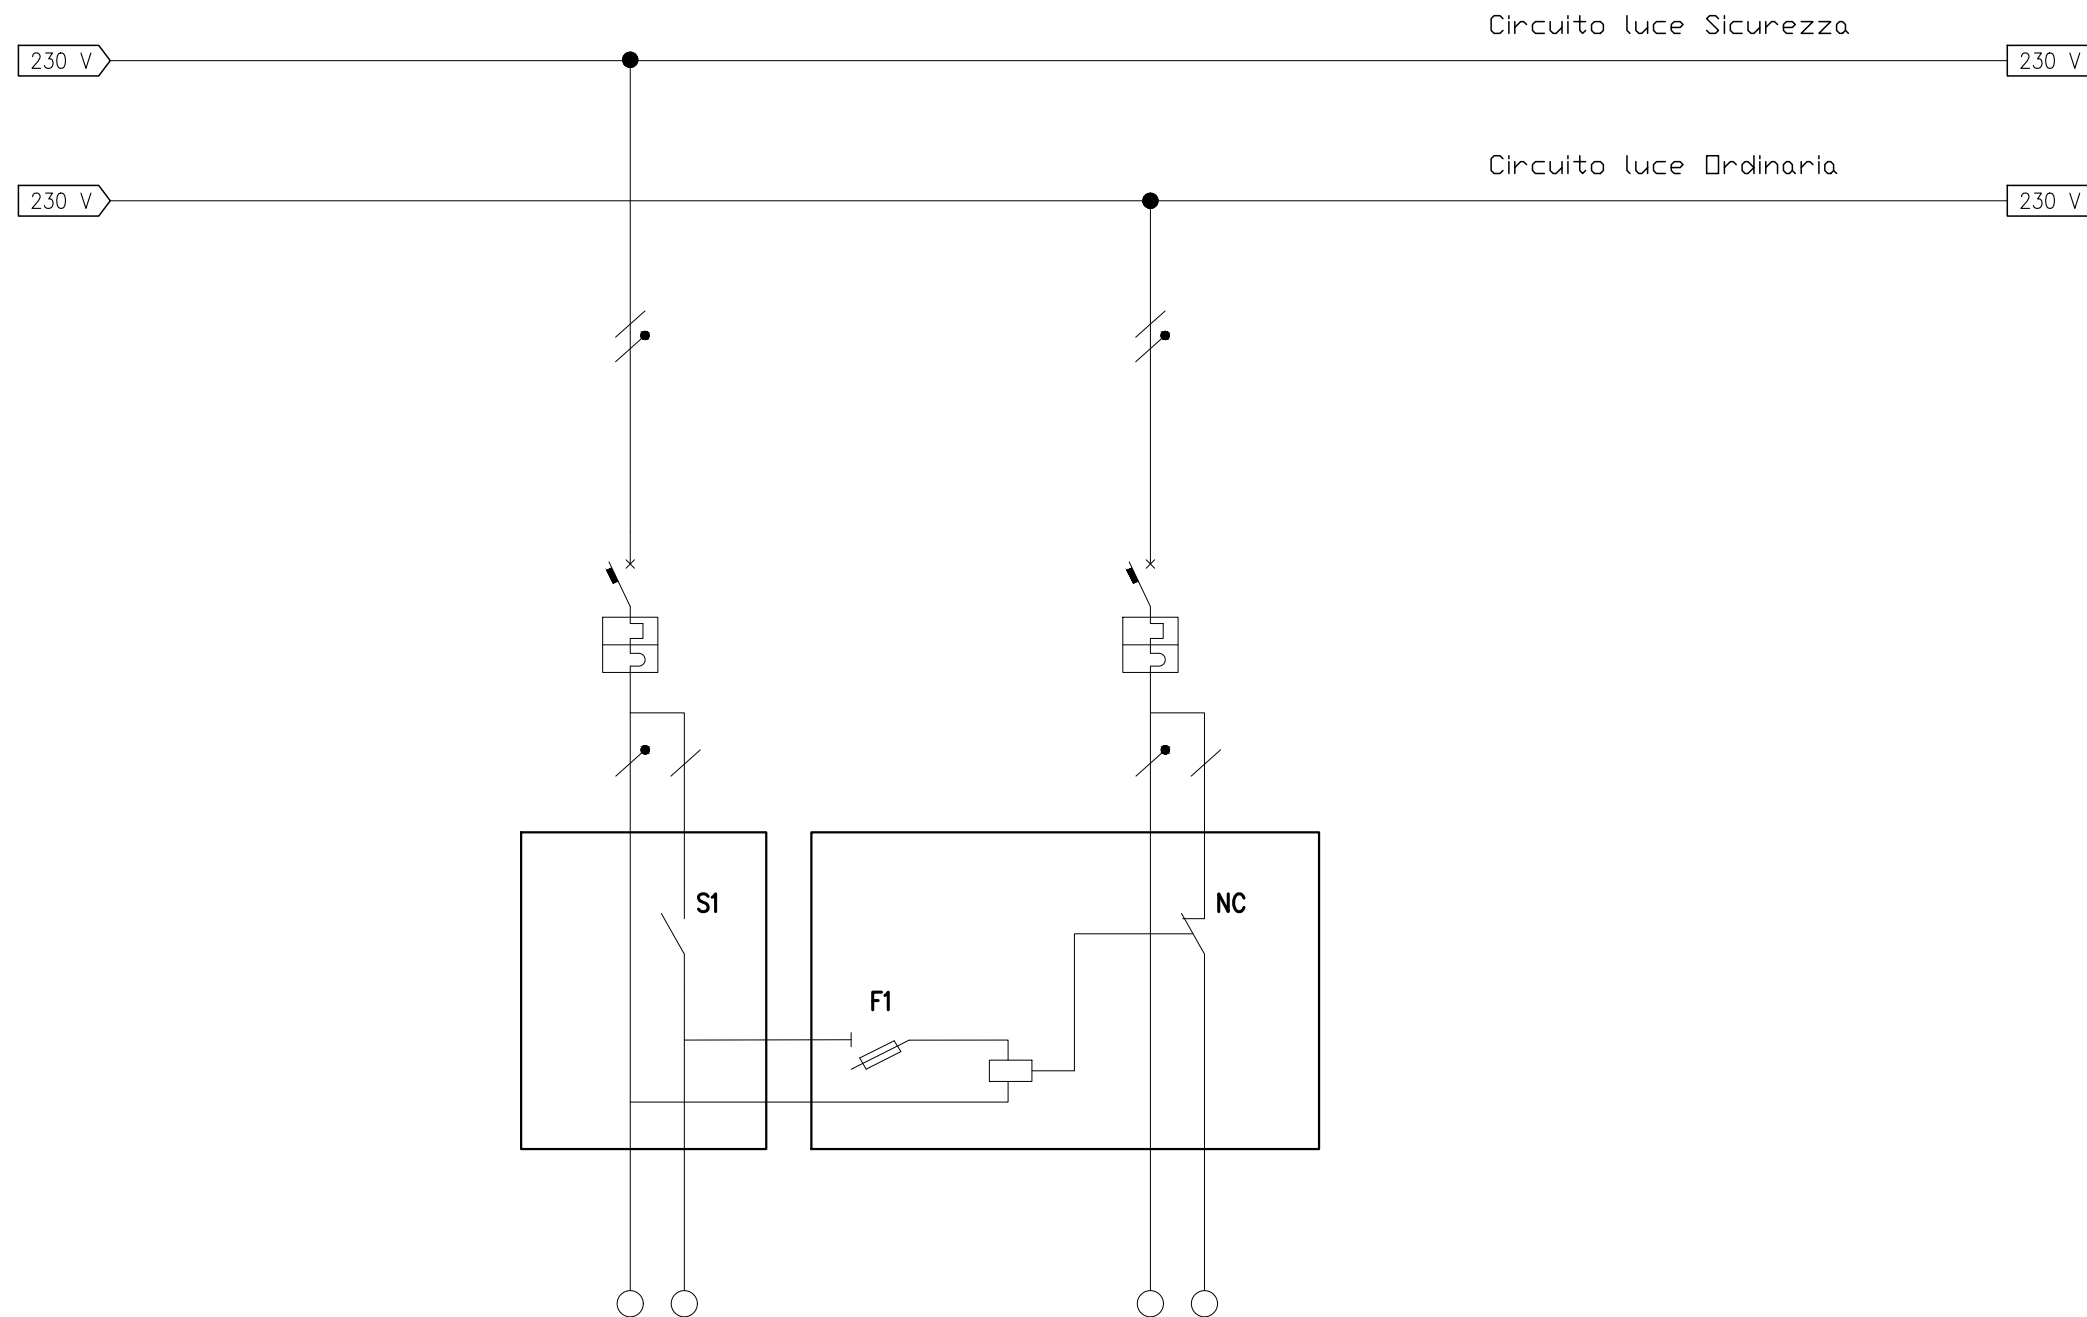 Circuito luce Sicurezza
230 V
230 V
Circuito luce Ordinaria
230 V
230 V
S1
NC
F1